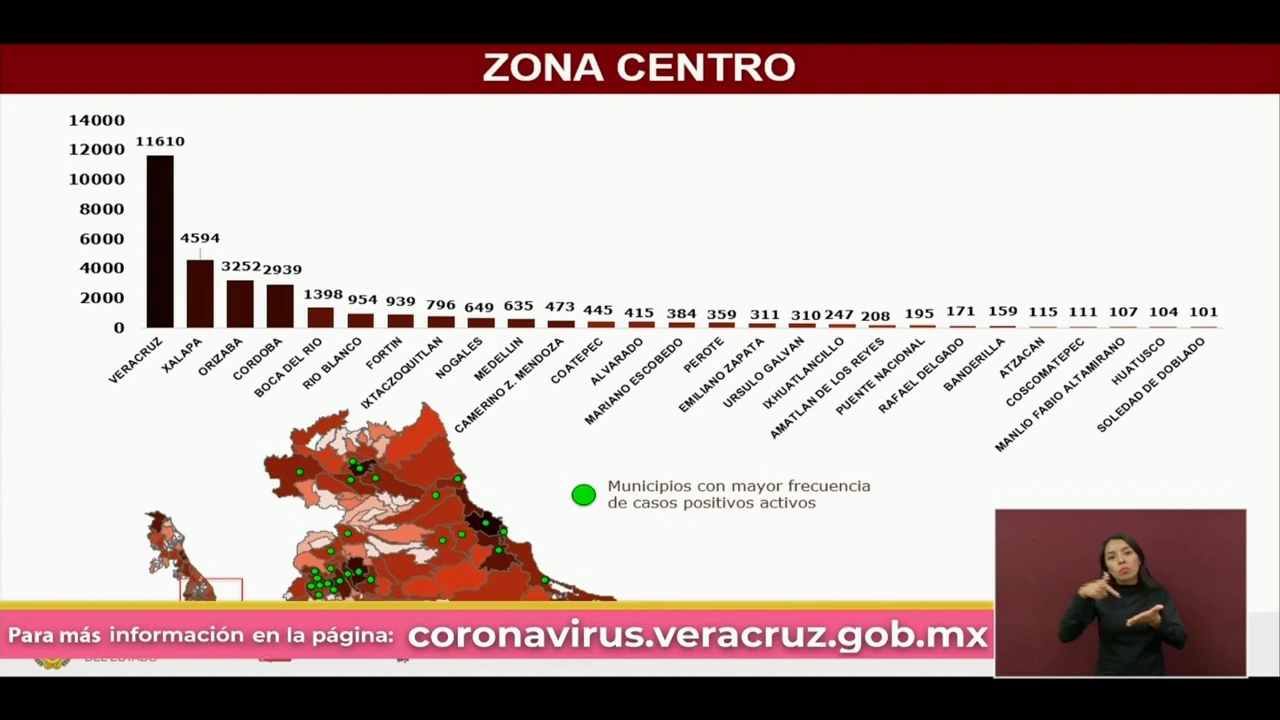 ZONA CENTRO
14000
12000
10000
8000
6000
4000
2000
0
11610
4594
3252
2939
1398
954
939
796
649
635
473
445
415
384
359
311
310
247
208
195
171
159
115
111
107
104
101
VERACRUZ
XALAPA
ORIZABA
CORDOBA
BOCA DEL RIO
RIO BLANCO
FORTIN
IXTACZOQUITLAN
NOGALES
MEDELLIN
CAMERINO Z. MENDOZA
COATEPEC
ALVARADO
MARIANO ESCOBEDO
PEROTE
EMILIANO ZAPATA
URSULO GALVAN
IXHUATLANCILLO
AMATLAN DE LOS REYES
PUENTE NACIONAL
RAFAEL DELGADO
BANDERILLA
ATZACAN
COSCOMATEPEC
MANLIO FABIO ALTAMIRANO
HUATUSCO
SOLEDAD DE DOBLADO
Municipios con mayor frecuencia
de casos positivos activos
Para más información en la página: coronavirus.veracruz.gob.mx
DEL ESTADO